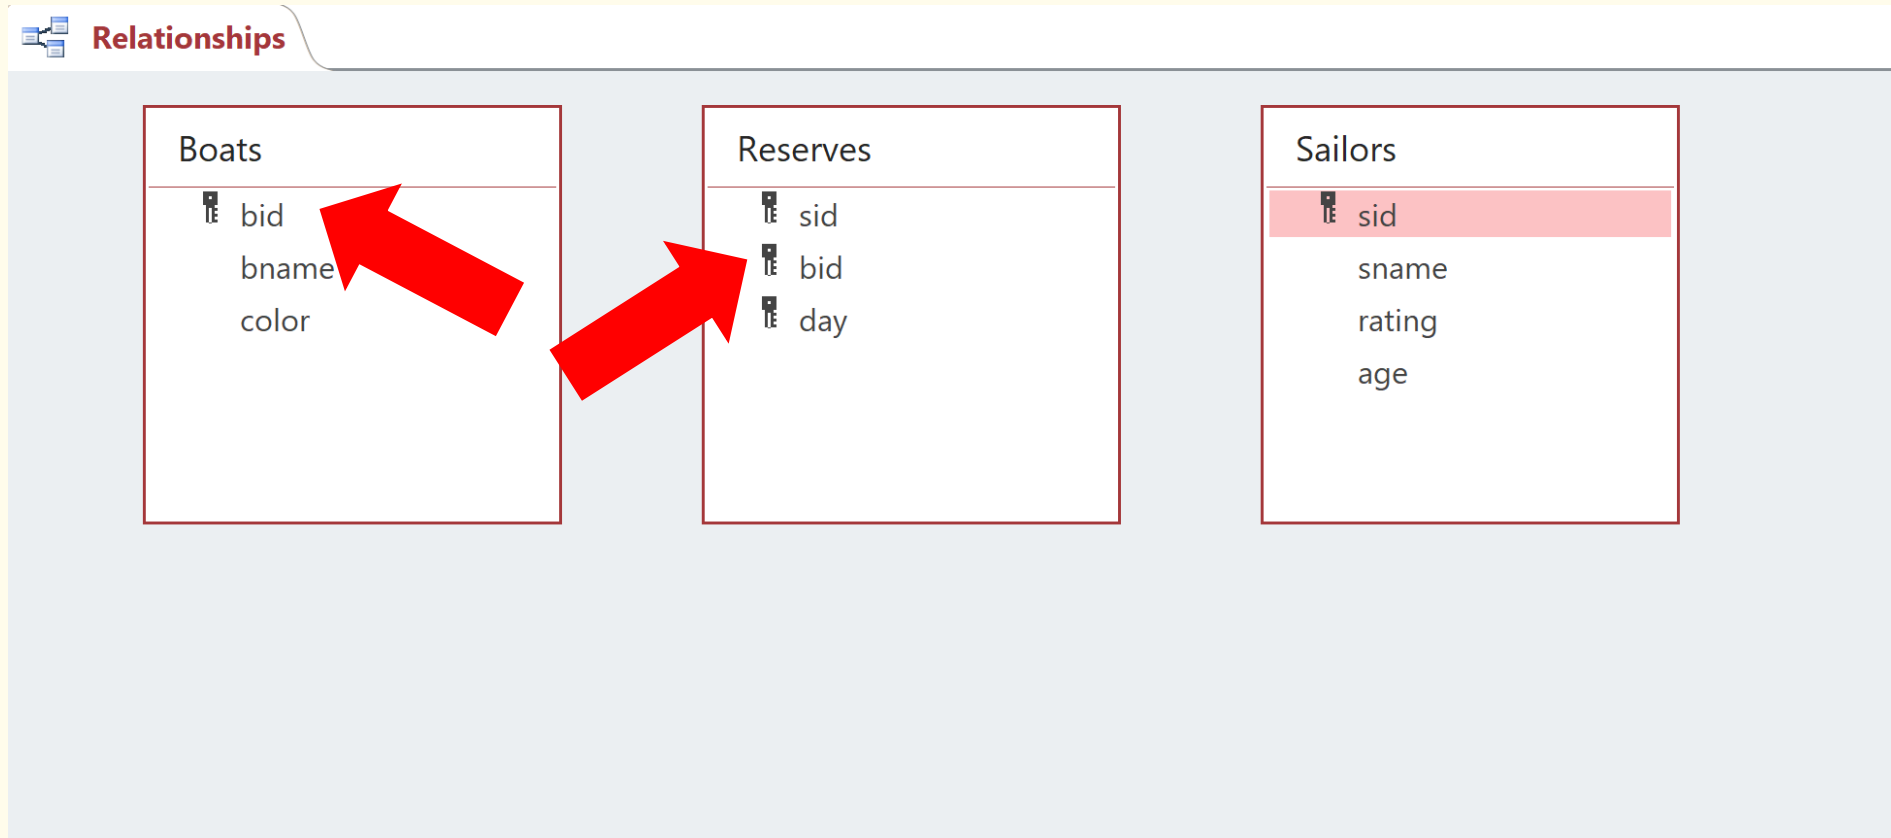 Relationships
Boats
bid
bname
color
Reserves
sid
bid
day
Sailors
sid
sname
rating
age